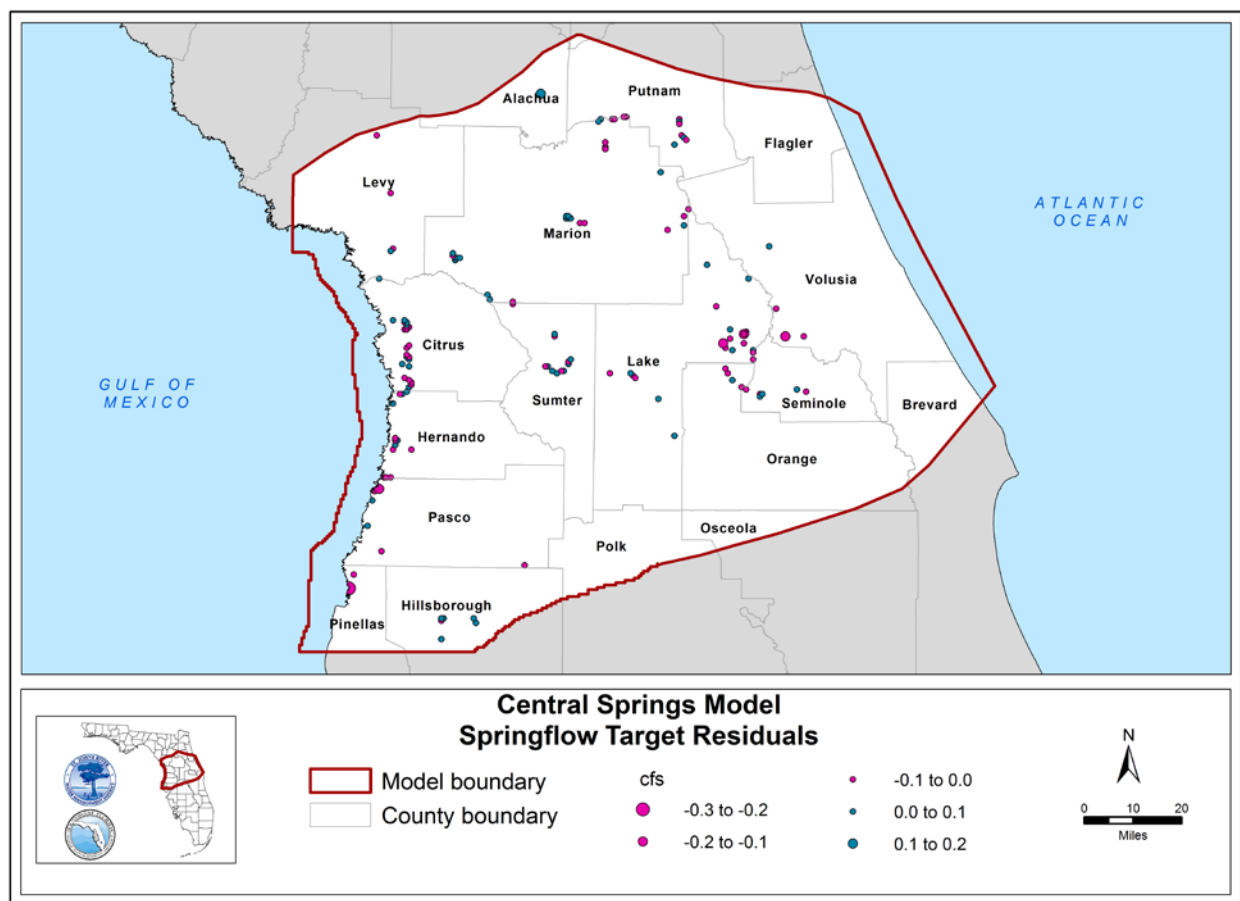 Alachua
Putnam
Flagler
Levy
Marion
ATLANTIC
OCEAN
Volusia
Citrus
Lake
GULF OF
MEXICO
Sumter
Seminole
Brevard
Hernando
Orange
Pasco
Osceola
Polk
Hillsborough
Pinellas
Central Springs Model
Springflow Target Residuals
Model boundary
County boundary
cfs
-0.3 to -0.2
-0.2 to -0.1
-0.1 to 0.0
0.0 to 0.1
0.1 to 0.2
N
0 5 10 20
Miles